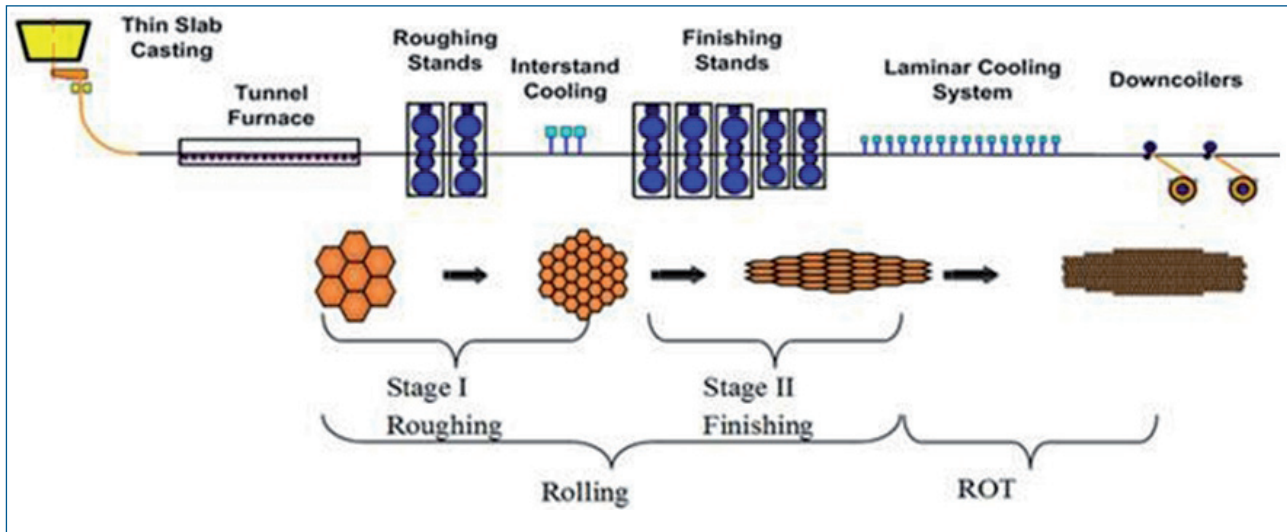 Thin Slab
Casting
Tunnel
Furnace
Roughing
Stands
Interstand
Cooling
Finishing
Stands
Laminar Cooling
System
Downcoilers
Stage I
Roughing
Stage II
Finishing
Rolling
ROT